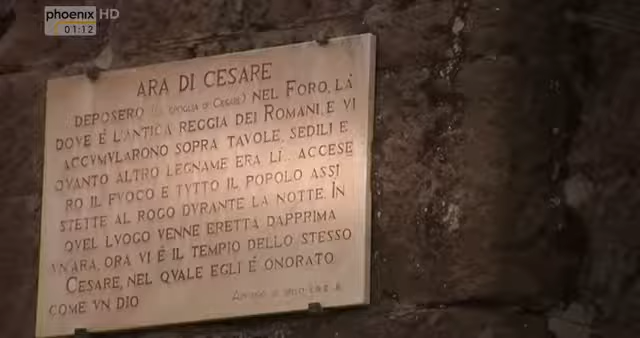 phoenix HD
01:12
ARA DI CESARE
DEPOSERO (LA SPOGLIA DI CESARE) NEL FORO, LÀ
DOVE É L'ANTICA REGGIA DEI ROMANI, E VI
ACCVMVLARONO SOPRA TAVOLE, SEDILI E
QVANTO ALTRO LEGNAME ERA LÌ.. ACCESE
RO IL FVOCO E TVTTO IL POPOLO ASSI
STETTE AL ROGO DVRANTE LA NOTTE. IN
QVEL LVOGO VENNE ERETTA DAPPRIMA
VN'ARA, ORA VI É IL TEMPIO DELLO STESSO
CESARE, NEL QVALE EGLI É ONORATO
COME VN DIO